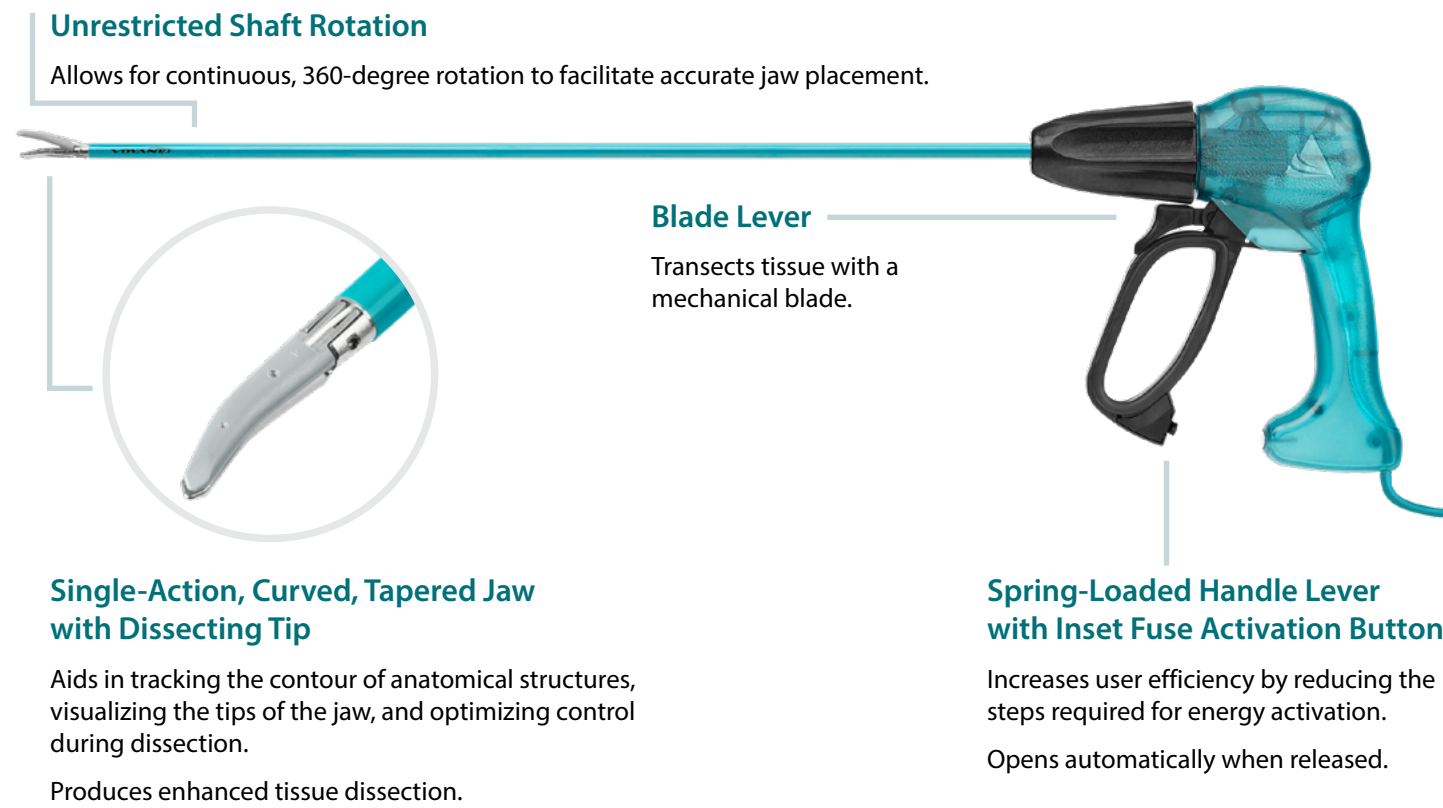 Unrestricted Shaft Rotation
Allows for continuous, 360-degree rotation to facilitate accurate jaw placement.
VOYANT
Blade Lever
Transects tissue with a
mechanical blade.
Single-Action, Curved, Tapered Jaw
with Dissecting Tip
Aids in tracking the contour of anatomical structures,
visualizing the tips of the jaw, and optimizing control
during dissection.
Produces enhanced tissue dissection.
Spring-Loaded Handle Lever
with Inset Fuse Activation Button
Increases user efficiency by reducing the
steps required for energy activation.
Opens automatically when released.